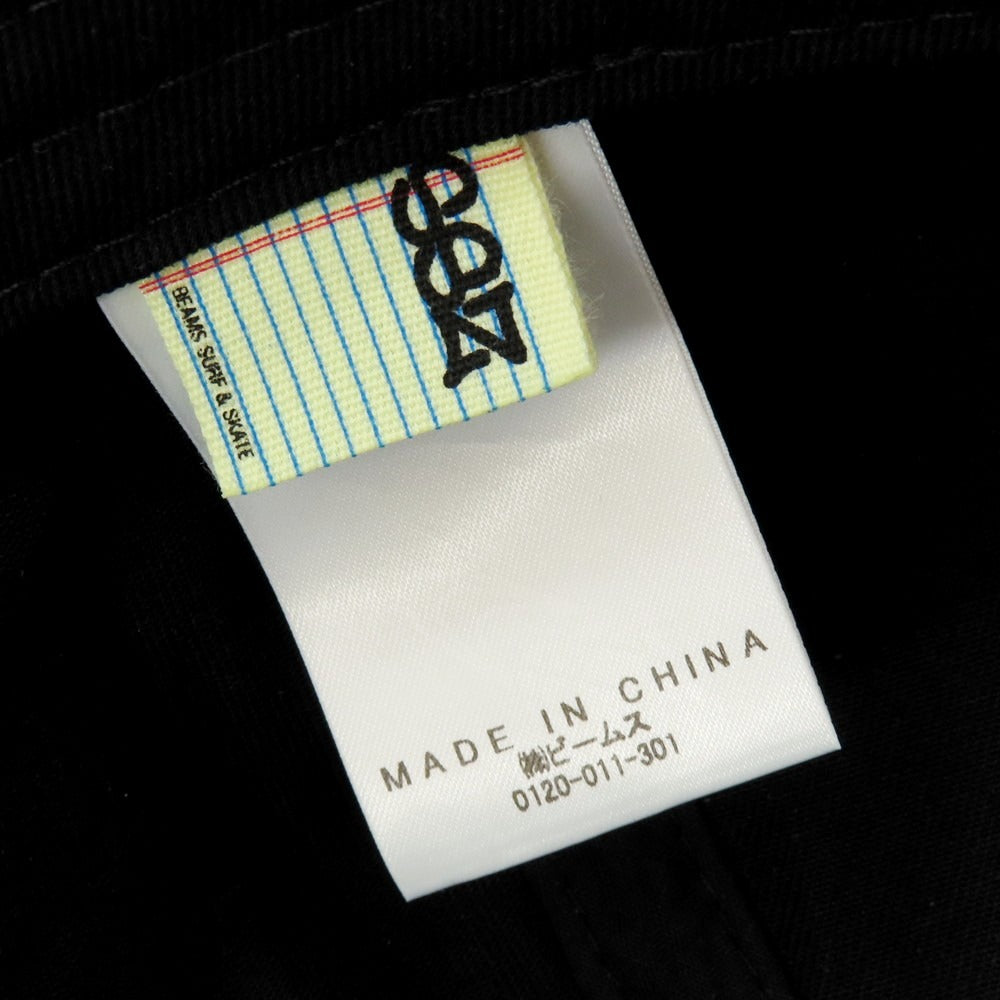 SSZ
BEAMS SURF & SKATE
MADE IN CHINA
㈱ビームス
0120-011-301